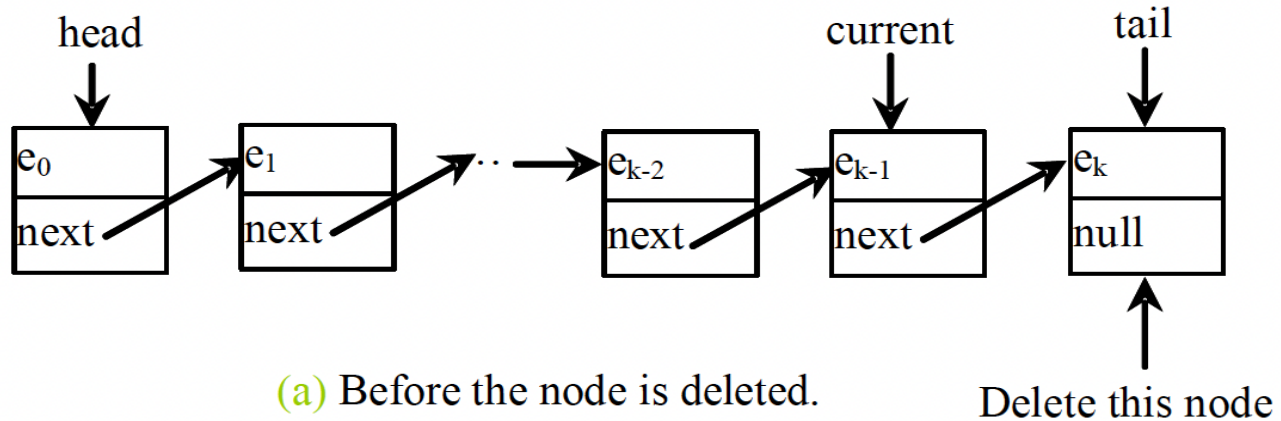 head
current
tail
e0
e1
..
ek-2
ek-1
ek
next
next
next
next
null
(a) Before the node is deleted.
Delete this node